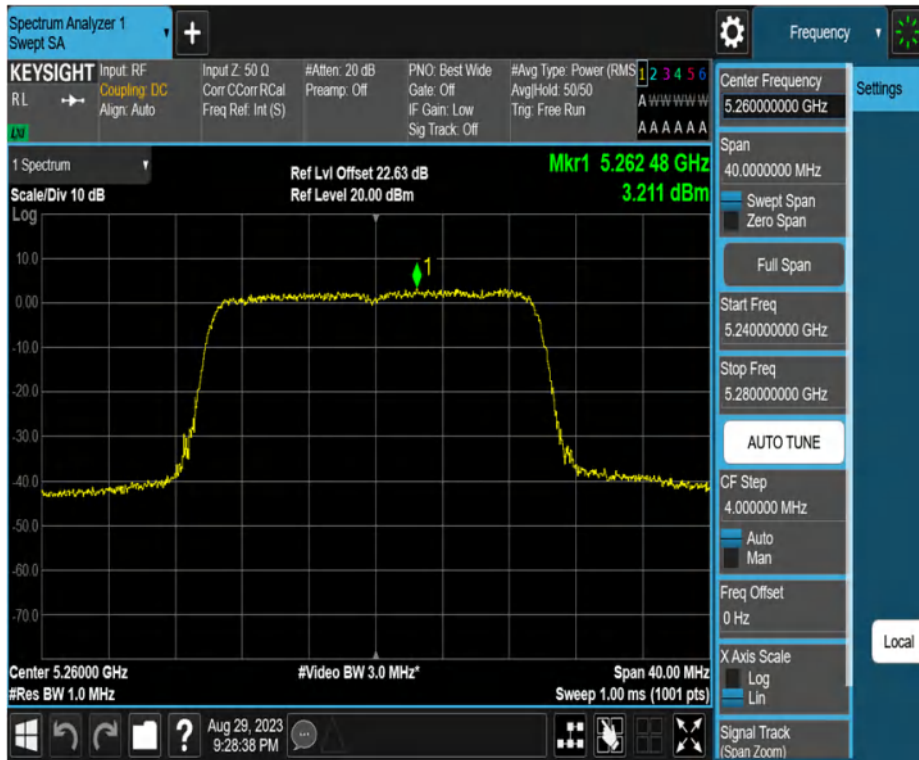 Spectrum Analyzer 1
Swept SA
+
Frequency
KEYSIGHT
RL
LXI
Input: RF
Coupling: DC
Align: Auto
Input Z: 50 Ω
Corr CCorr RCal
Freq Ref: Int (S)
#Atten: 20 dB
Preamp: Off
PNO: Best Wide
Gate: Off
IF Gain: Low
Sig Track: Off
#Avg Type: Power (RMS
Avg|Hold: 50/50
Trig: Free Run
1 2 3 4 5 6
A W W W W W
A A A A A A
1 Spectrum
Scale/Div 10 dB
Log
Ref Lvl Offset 22.63 dB
Ref Level 20.00 dBm
Mkr1 5.262 48 GHz
3.211 dBm
1
10.0
0.00
-10.0
-20.0
-30.0
-40.0
-50.0
-60.0
-70.0
Center 5.26000 GHz
#Res BW 1.0 MHz
#Video BW 3.0 MHz*
Span 40.00 MHz
Sweep 1.00 ms (1001 pts)
?
Aug 29, 2023
9:28:38 PM
Center Frequency
5.260000000 GHz
Span
40.0000000 MHz
Swept Span
Zero Span
Full Span
Start Freq
5.240000000 GHz
Stop Freq
5.280000000 GHz
AUTO TUNE
CF Step
4.000000 MHz
Auto
Man
Freq Offset
0 Hz
X Axis Scale
Log
Lin
Signal Track
(Span Zoom)
Settings
Local